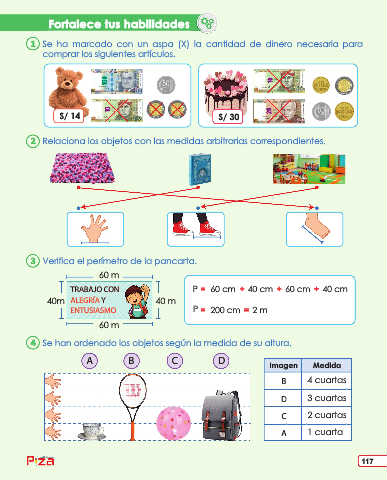 Fortalece tus habilidades
1 Se ha marcado con un aspa (X) la cantidad de dinero necesaria para
comprar los siguientes artículos.
S/ 14
S/ 30
2 Relaciona los objetos con las medidas arbitrarias correspondientes.
3 Verifica el perímetro de la pancarta.
60 m
TRABAJO CON
ALEGRÍA Y
ENTUSIASMO
40m
40 m
60 m
P = 60 cm + 40 cm + 60 cm + 40 cm
P = 200 cm = 2 m
4 Se han ordenado los objetos según la medida de su altura.
A B C D
Imagen Medida
B 4 cuartas
D 3 cuartas
C 2 cuartas
A 1 cuarta
117